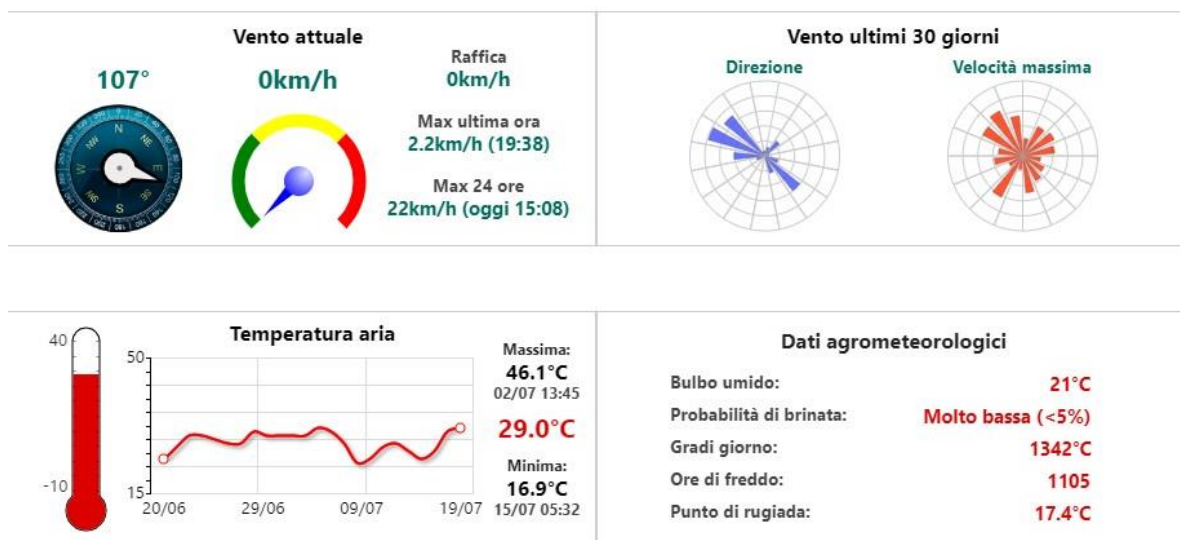 Vento attuale
107°
0km/h
Raffica
0km/h
Max ultima ora
2.2km/h (19:38)
Max 24 ore
22km/h (oggi 15:08)
N
NE
E
SE
S
SW
W
NW
Vento ultimi 30 giorni
Direzione
Velocità massima
Temperatura aria
40
-10
50
15
20/06
29/06
09/07
19/07
Massima:
46.1°C
02/07 13:45
29.0°C
Minima:
16.9°C
15/07 05:32
Dati agrometeorologici
Bulbo umido: 21°C
Probabilità di brinata: Molto bassa (<5%)
Gradi giorno: 1342°C
Ore di freddo: 1105
Punto di rugiada: 17.4°C